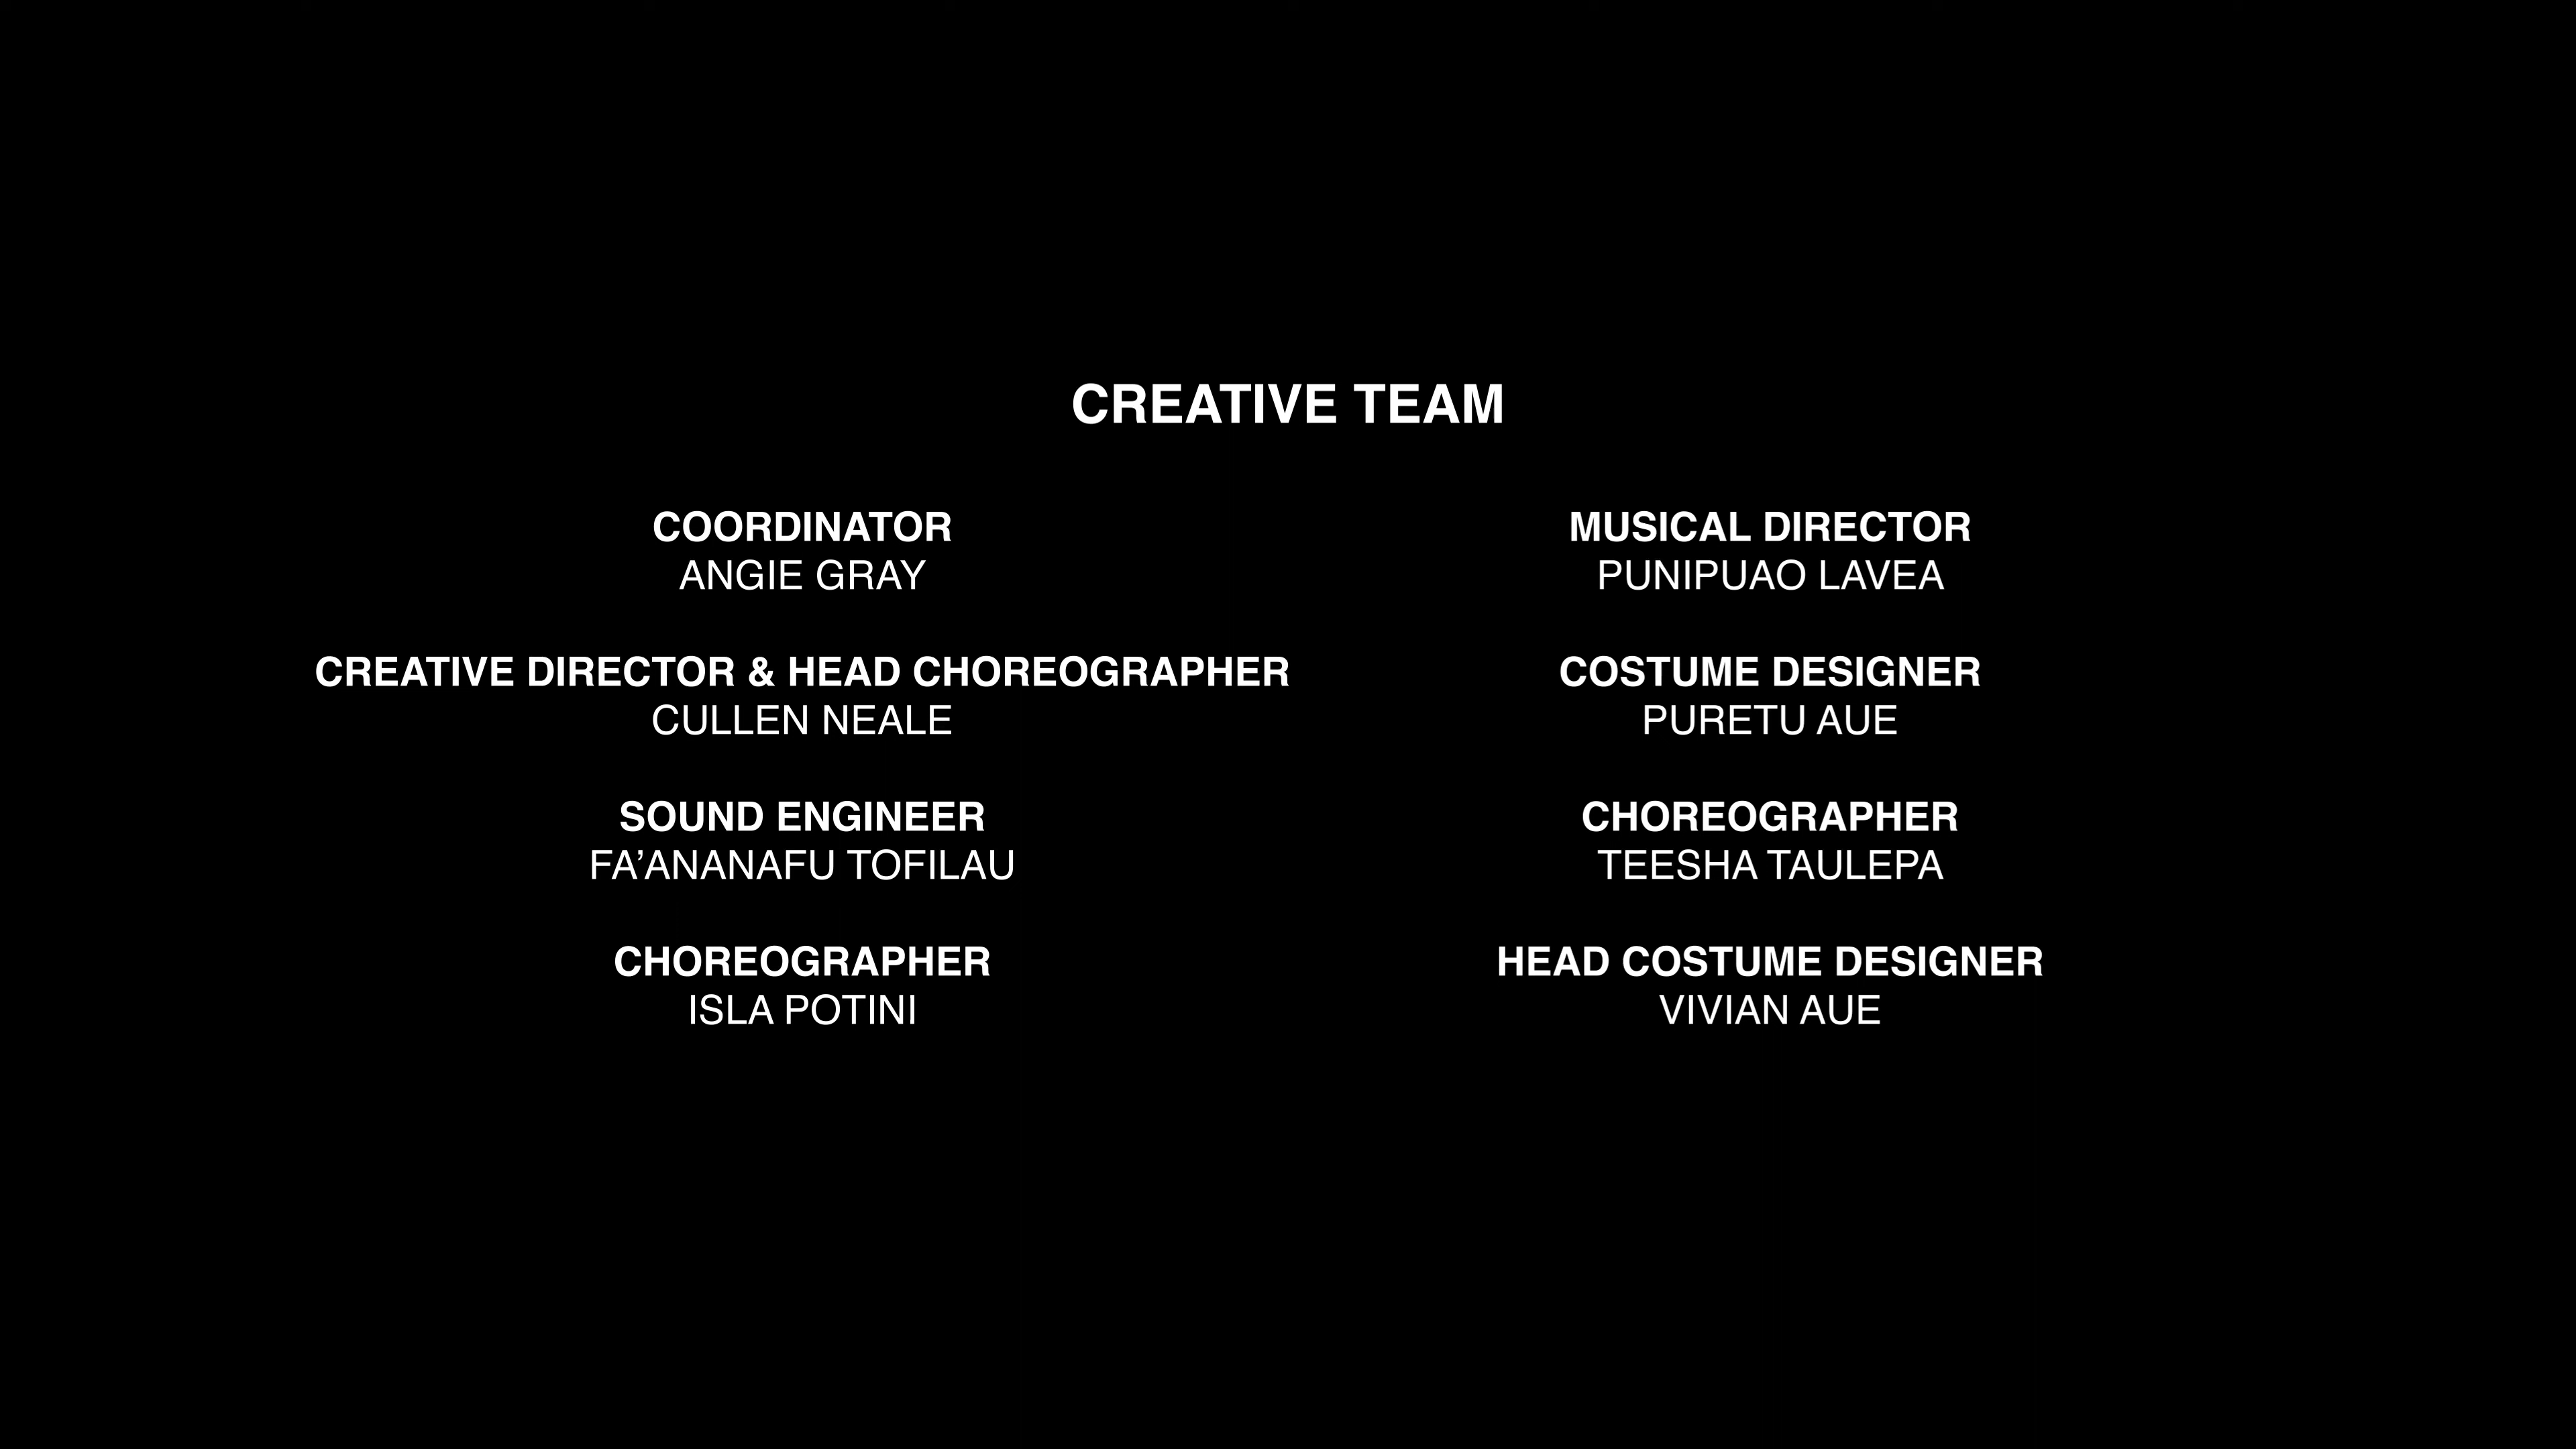 CREATIVE TEAM
COORDINATOR
ANGIE GRAY
CREATIVE DIRECTOR & HEAD CHOREOGRAPHER
CULLEN NEALE
SOUND ENGINEER
FA’ANANAFU TOFILAU
CHOREOGRAPHER
ISLA POTINI
MUSICAL DIRECTOR
PUNIPUAO LAVEA
COSTUME DESIGNER
PURETU AUE
CHOREOGRAPHER
TEESHA TAULEPA
HEAD COSTUME DESIGNER
VIVIAN AUE